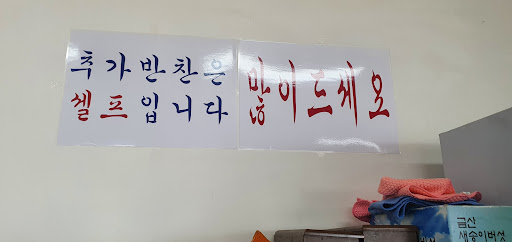 추가반찬은
셀프입니다
많이드세요
금산
새송이버섯